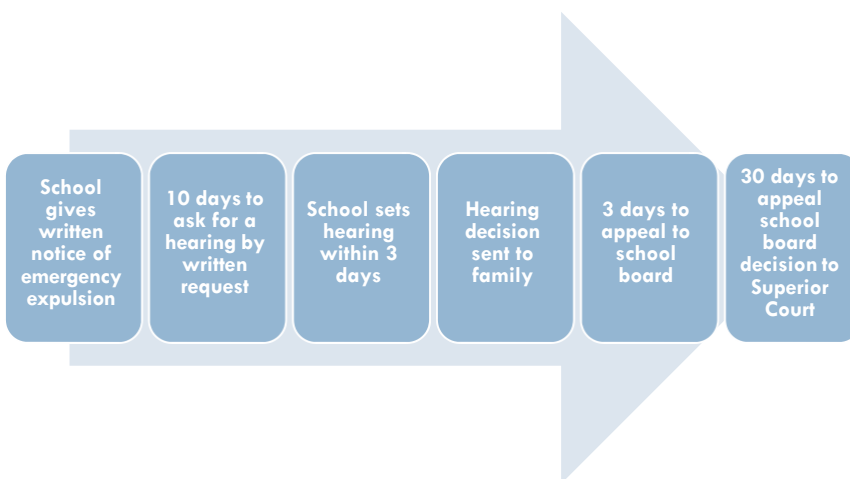 School
gives
written
notice of
emergency
expulsion
10 days to
ask for a
hearing by
written
request
School sets
hearing
within 3
days
Hearing
decision
sent to
family
3 days to
appeal to
school
board
30 days to
appeal
school
board
decision to
Superior
Court